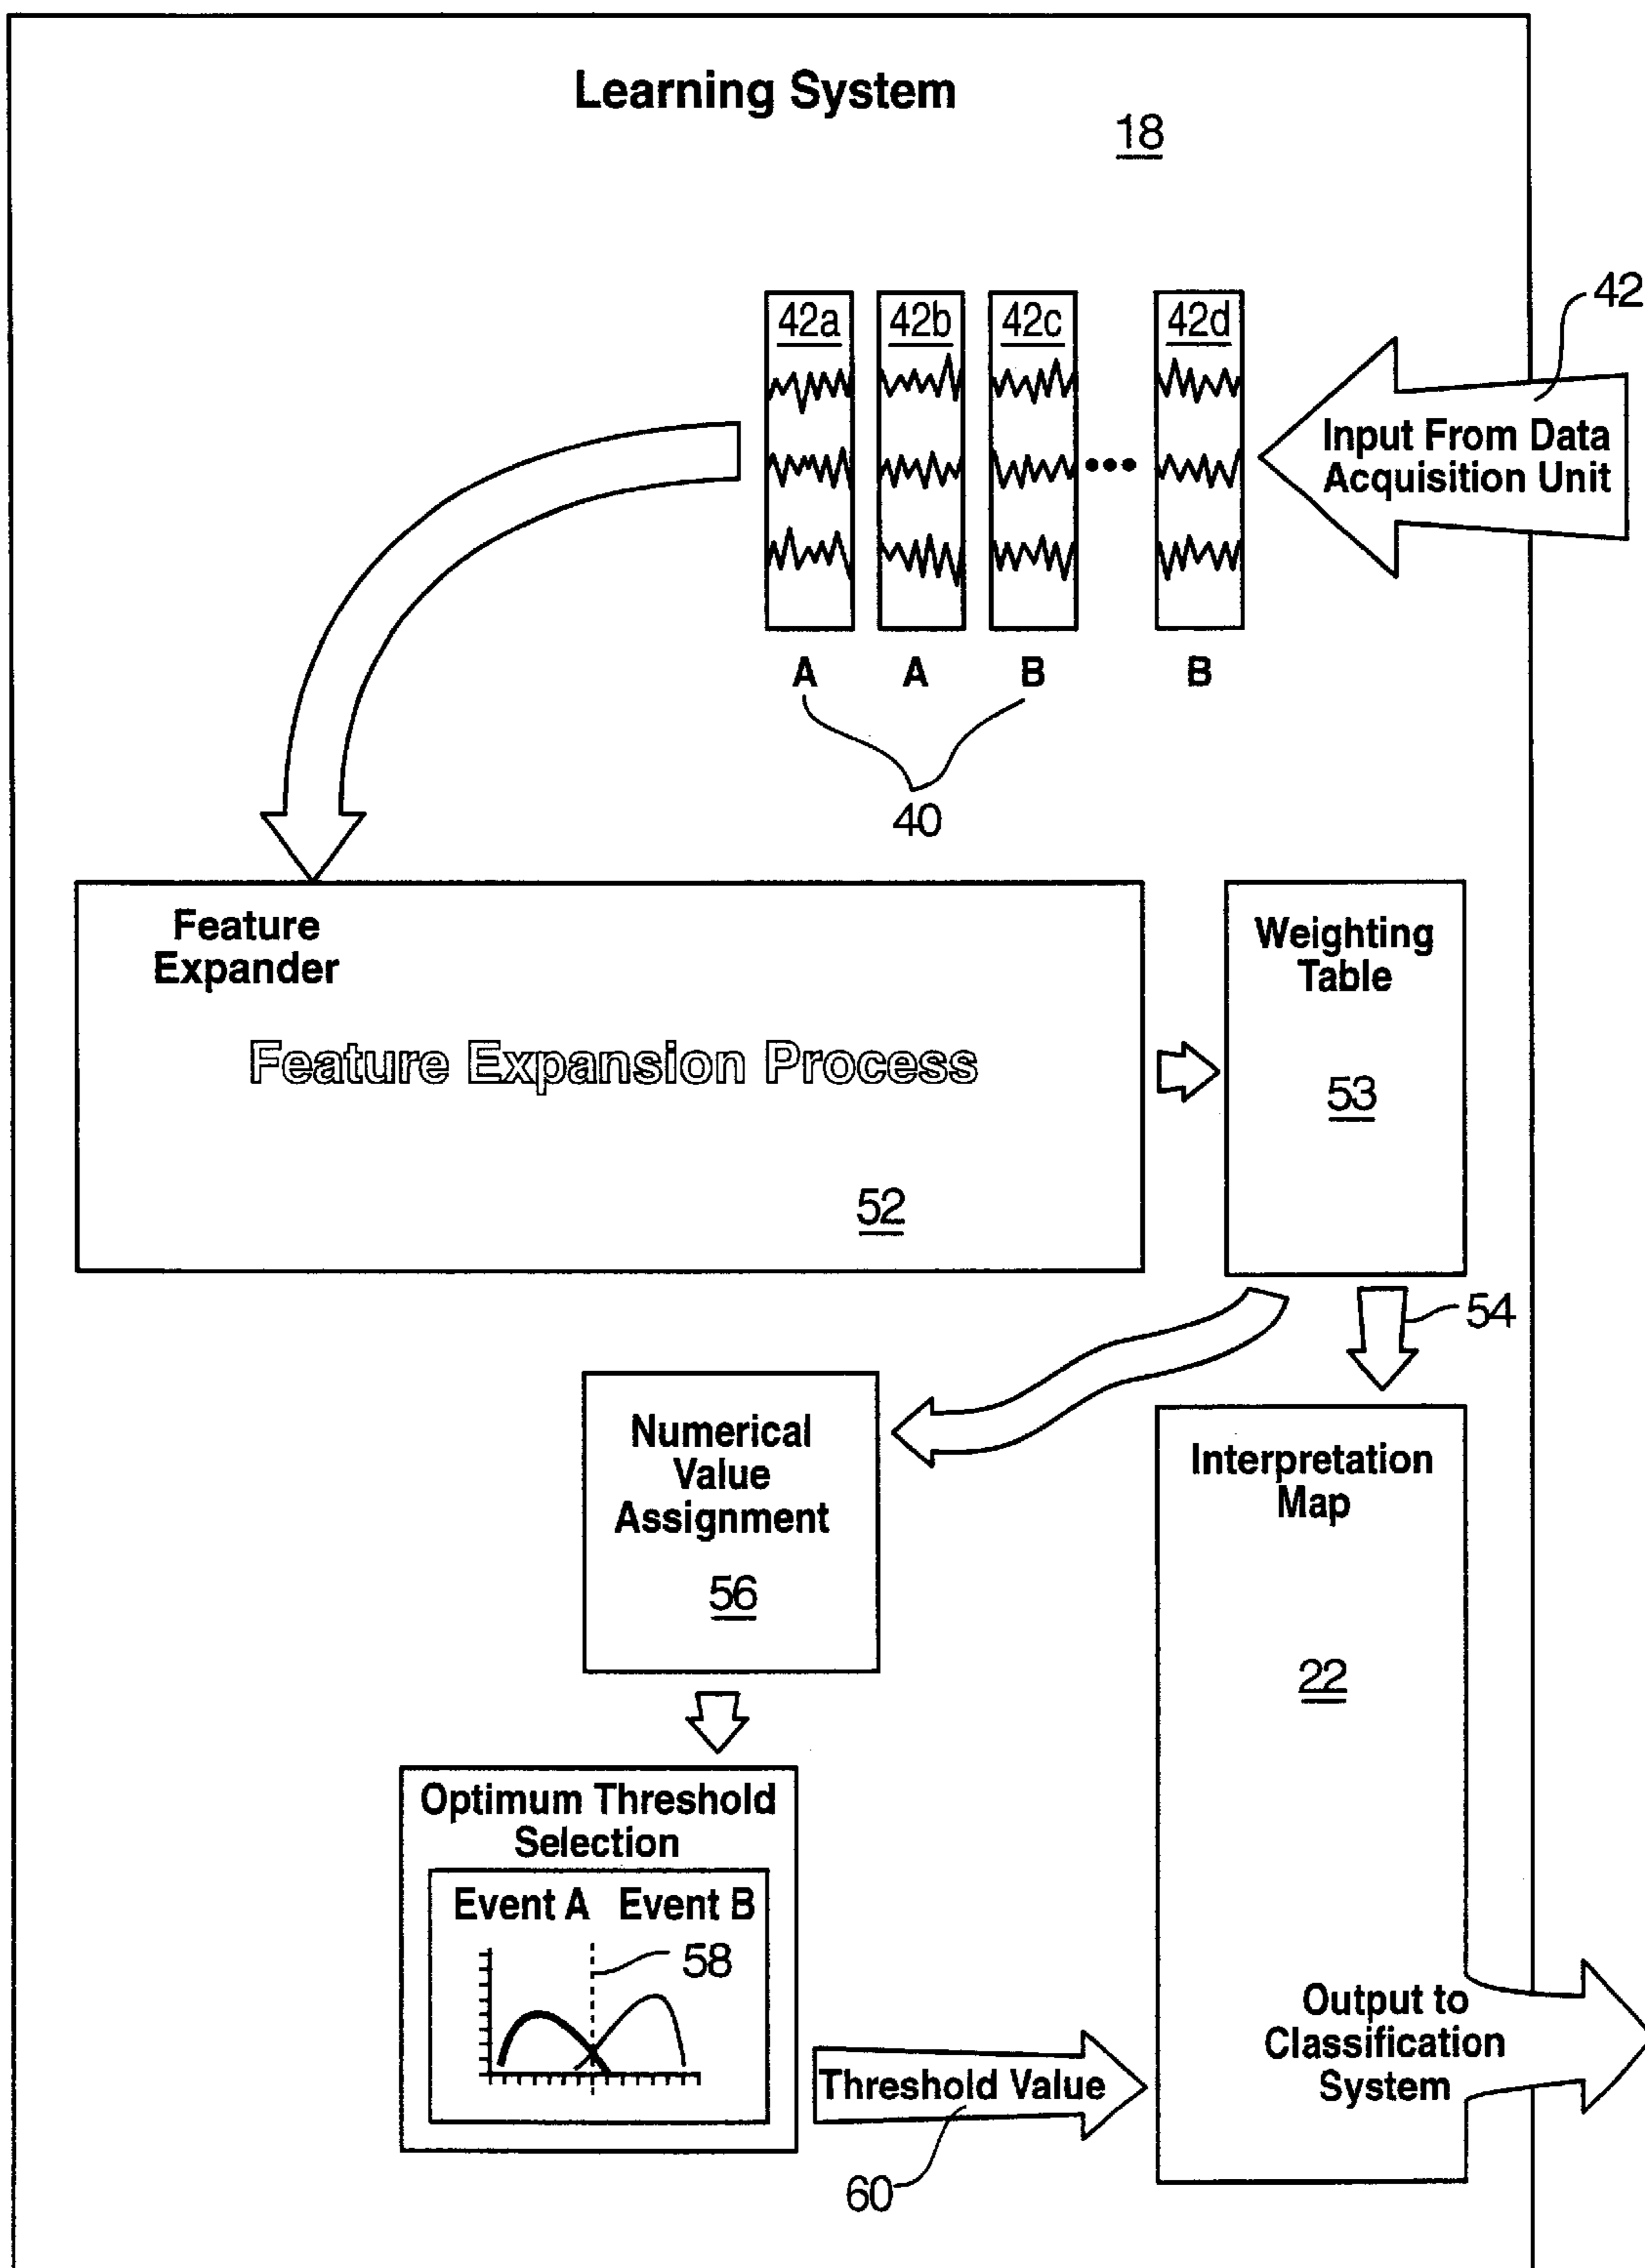 Learning System
18
42
42a 42b 42c 42d
Input From Data
Acquisition Unit
A A B B
40
Feature
Expander
Feature Expansion Process
52
Weighting
Table
53
54
Numerical
Value
Assignment
56
Interpretation
Map
22
Optimum Threshold
Selection
Event A Event B
58
Threshold Value
60
Output to
Classification
System